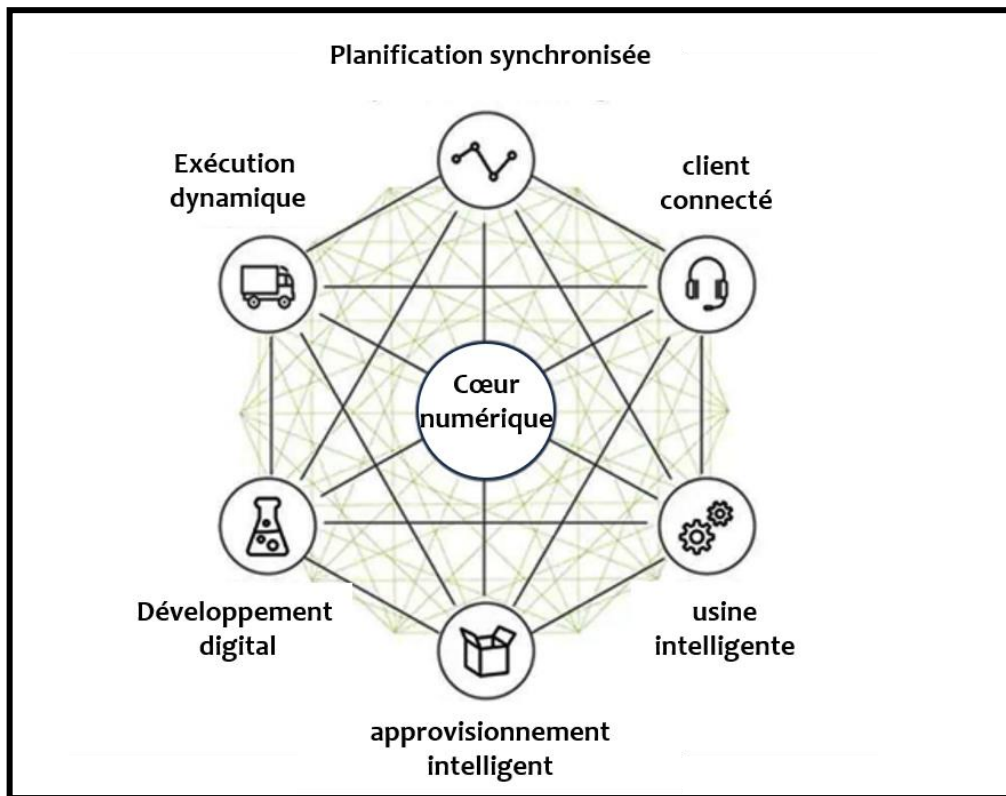 Planification synchronisée
Exécution
dynamique
client
connecté
Cœur
numérique
Développement
digital
usine
intelligente
approvisionnement
intelligent